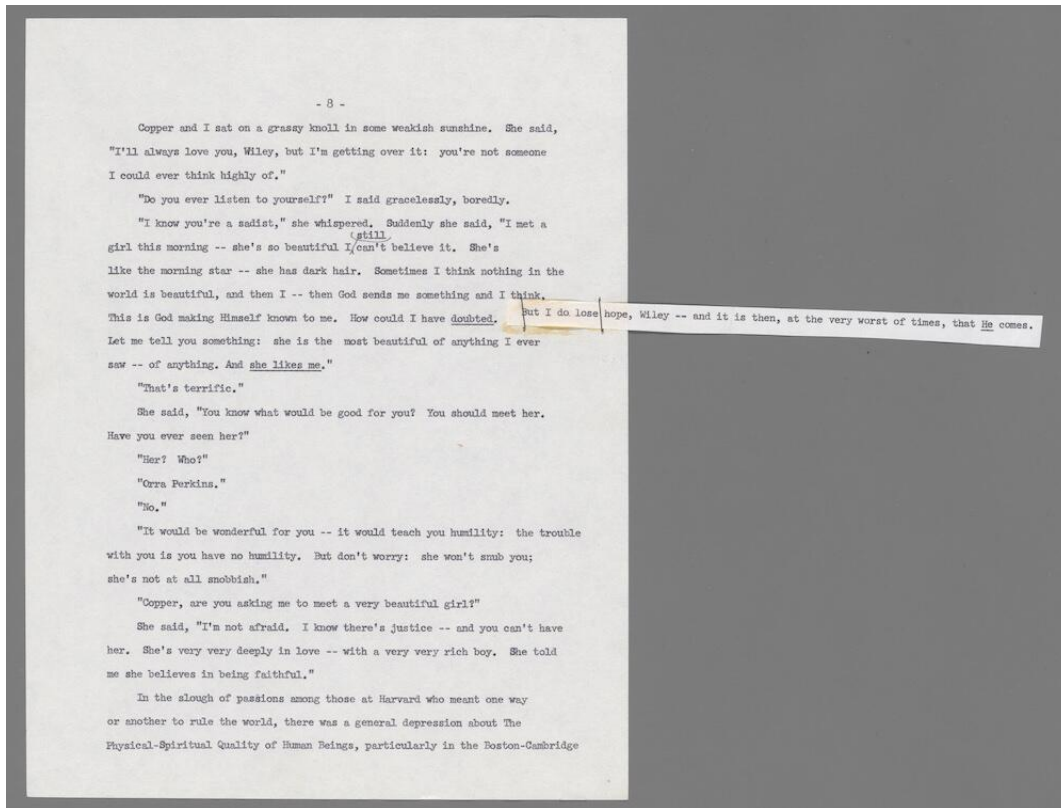 - 8 -
Copper and I sat on a grassy knoll in some weakish sunshine. She said,
"I'll always love you, Wiley, but I'm getting over it: you're not someone
I could ever think highly of."
"Do you ever listen to yourself?" I said gracelessly, boredly.
"I know you're a sadist," she whispered. Suddenly she said, "I met a
still
girl this morning -- she's so beautiful I can't believe it. She's
like the morning star -- she has dark hair. Sometimes I think nothing in the
world is beautiful, and then I -- then God sends me something and I think.
This is God making Himself known to me. How could I have doubted. But I do lose hope, Wiley -- and it is then, at the very worst of times, that He comes.
Let me tell you something: she is the most beautiful of anything I ever
saw -- of anything. And she likes me."
"That's terrific."
She said, "You know what would be good for you? You should meet her.
Have you ever seen her?"
"Her? Who?"
"Orra Perkins."
"No."
"It would be wonderful for you -- it would teach you humility: the trouble
with you is you have no humility. But don't worry: she won't snub you;
she's not at all snobbish."
"Copper, are you asking me to meet a very beautiful girl?"
She said, "I'm not afraid. I know there's justice -- and you can't have
her. She's very very deeply in love -- with a very very rich boy. She told
me she believes in being faithful."
In the slough of passions among those at Harvard who meant one way
or another to rule the world, there was a general depression about The
Physical-Spiritual Quality of Human Beings, particularly in the Boston-Cambridge